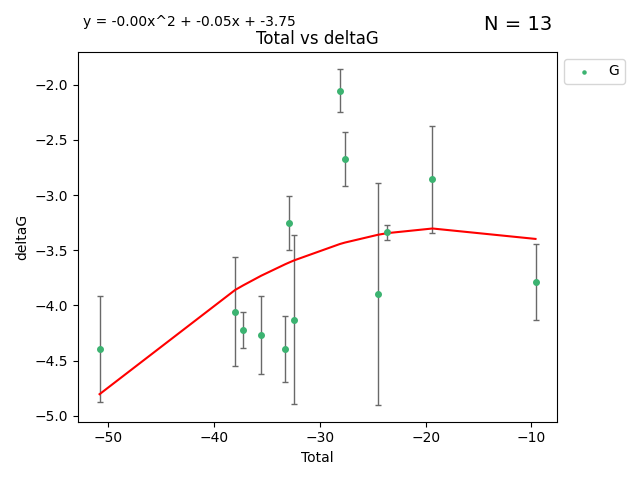 y = -0.00x^2 + -0.05x + -3.75
N = 13
Total vs deltaG
G
−2.0
−2.5
−3.0
−3.5
−4.0
−4.5
−5.0
deltaG
−50 −40 −30 −20 −10
Total